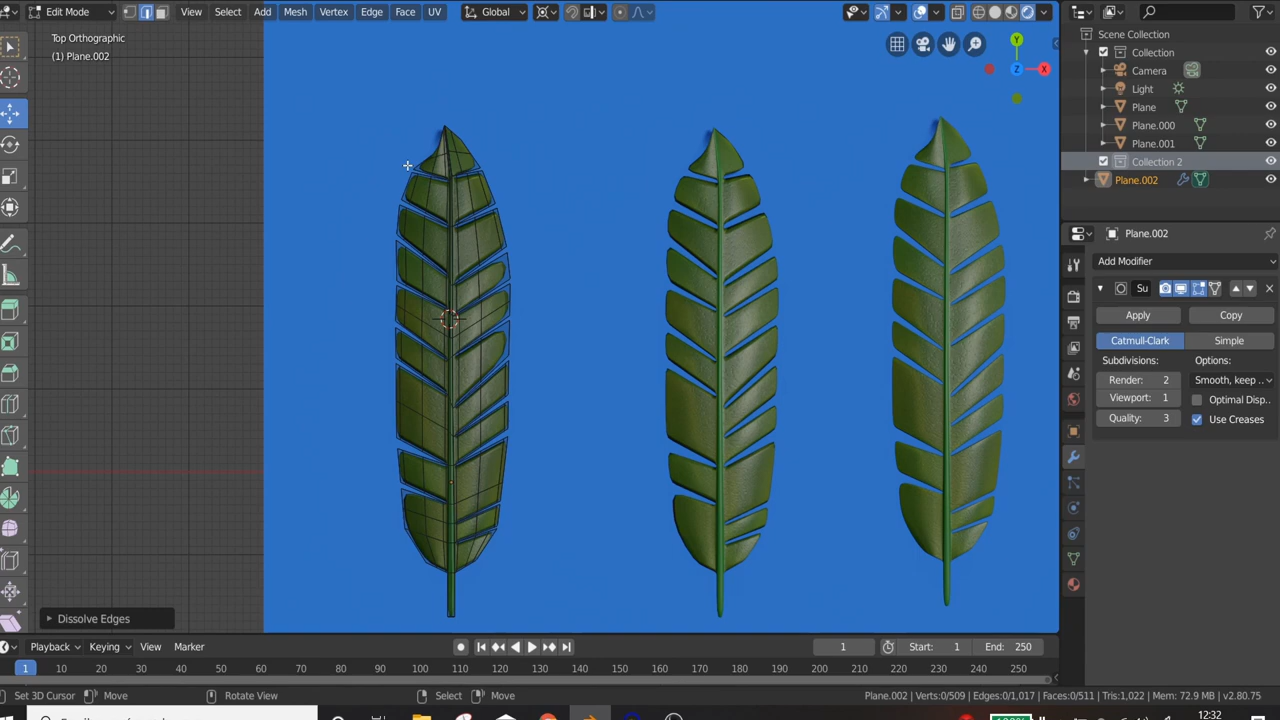 Edit Mode View Select Add Mesh Vertex Edge Face UV Global
Top Orthographic
(1) Plane.002
Y
Z X
Dissolve Edges
Scene Collection
Collection
Camera
Light
Plane
Plane.000
Plane.001
Collection 2
Plane.002
Plane.002
Add Modifier
Su
Apply Copy
Catmull-Clark Simple
Subdivisions: Options:
Render: 2 Smooth, keep ..
Viewport: 1 Optimal Disp..
Quality: 3 Use Creases
Playback Keying View Marker 1 Start: 1 End: 250
1 10 20 30 40 50 60 70 80 90 100 110 120 130 140 150 160 170 180 190 200 210 220 230 240 250
Set 3D Cursor Move Rotate View Select Move Plane.002 | Verts:0/509 | Edges:0/1,017 | Faces:0/511 | Tris:1,022 | Mem: 72.9 MB | v2.80.75
12:32